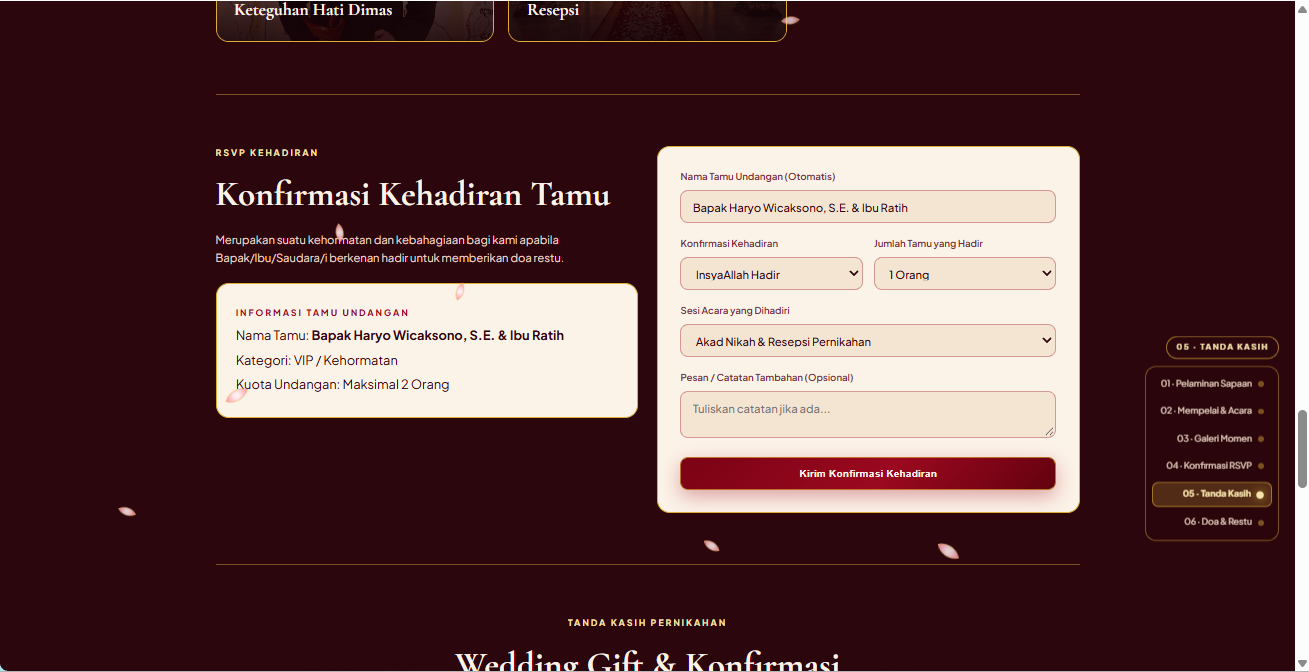 Keteguhan Hati Dimas
Resepsi
RSVP KEHADIRAN
Konfirmasi Kehadiran Tamu
Merupakan suatu kehormatan dan kebahagiaan bagi kami apabila
Bapak/Ibu/Saudara/i berkenan hadir untuk memberikan doa restu.
INFORMASI TAMU UNDANGAN
Nama Tamu: Bapak Haryo Wicaksono, S.E. & Ibu Ratih
Kategori: VIP / Kehormatan
Kuota Undangan: Maksimal 2 Orang
Nama Tamu Undangan (Otomatis)
Bapak Haryo Wicaksono, S.E. & Ibu Ratih
Konfirmasi Kehadiran
Jumlah Tamu yang Hadir
InsyaAllah Hadir
1 Orang
Sesi Acara yang Dihadiri
Akad Nikah & Resepsi Pernikahan
Pesan / Catatan Tambahan (Opsional)
Tuliskan catatan jika ada...
Kirim Konfirmasi Kehadiran
05 · TANDA KASIH
01 · Pelaminan Sapaan
02 · Mempelai & Acara
03 · Galeri Momen
04 · Konfirmasi RSVP
05 · Tanda Kasih
06 · Doa & Restu
TANDA KASIH PERNIKAHAN
Wedding Gift & Konfirmasi